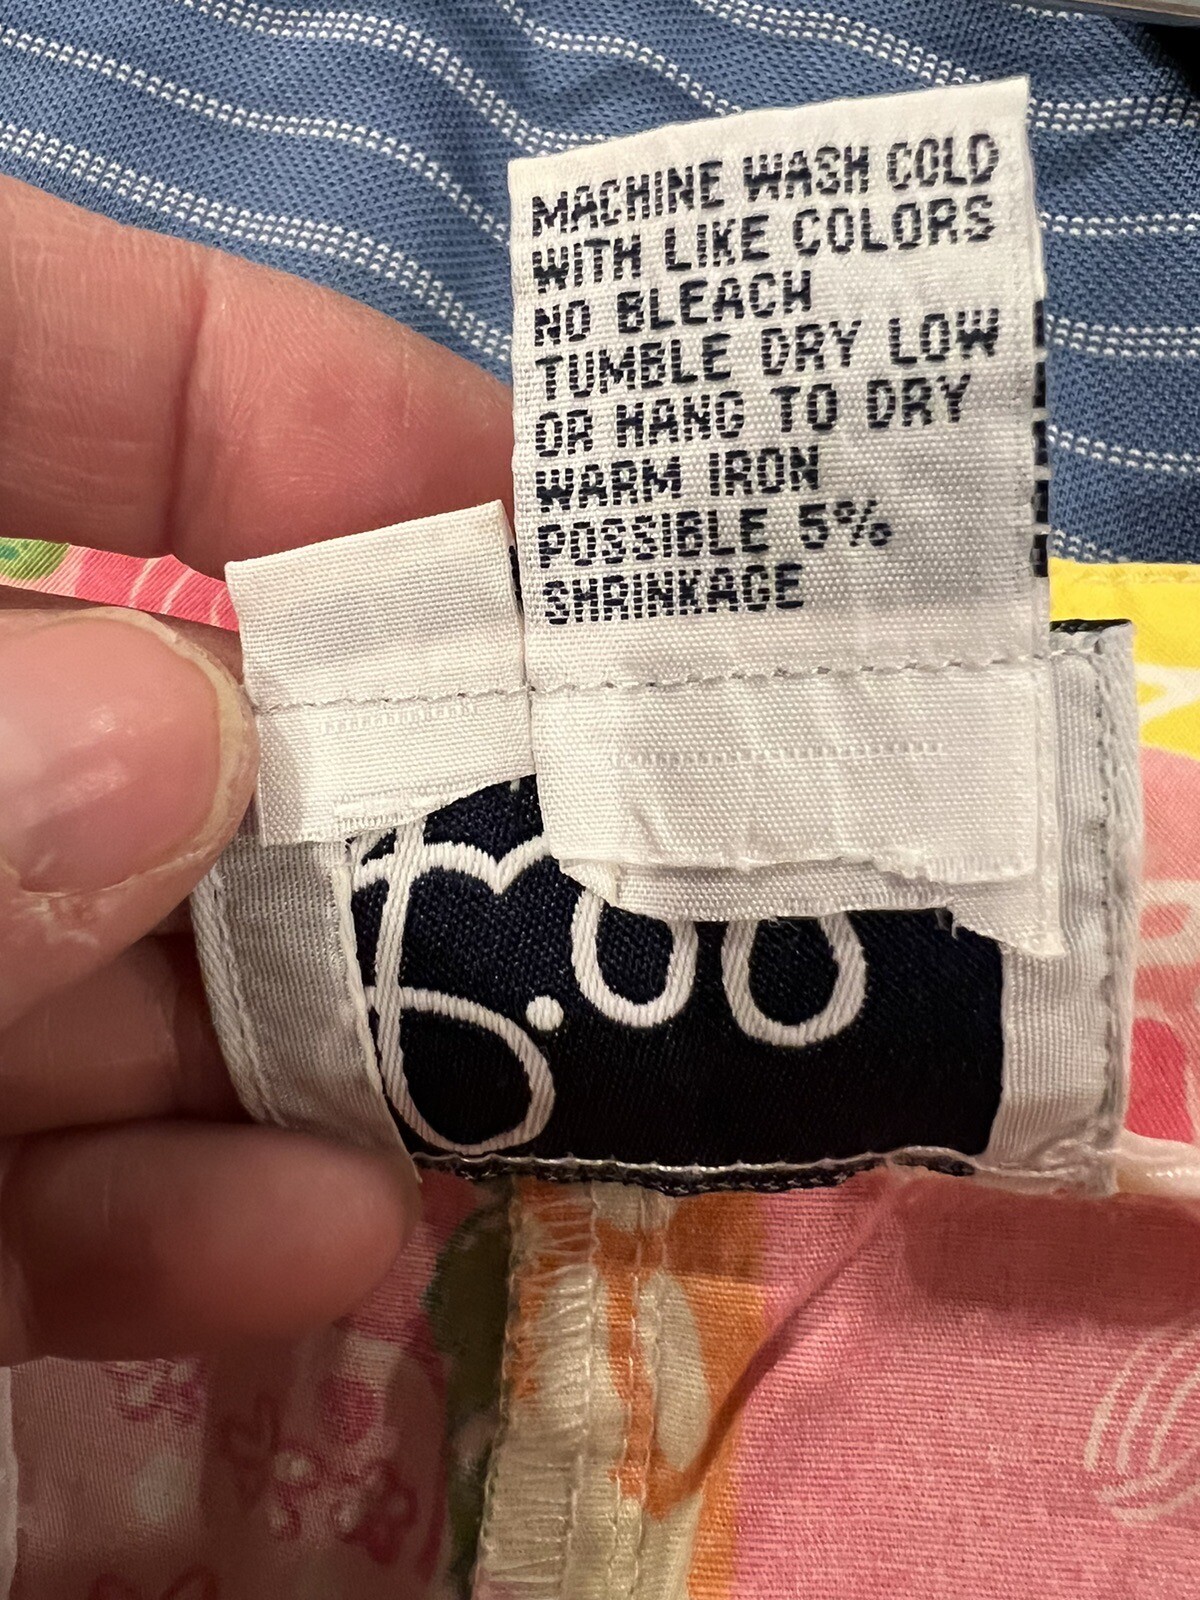 MACHINE WASH COLD
WITH LIKE COLORS
NO BLEACH
TUMBLE DRY LOW
OR HANG TO DRY
WARM IRON
POSSIBLE 5%
SHRINKAGE